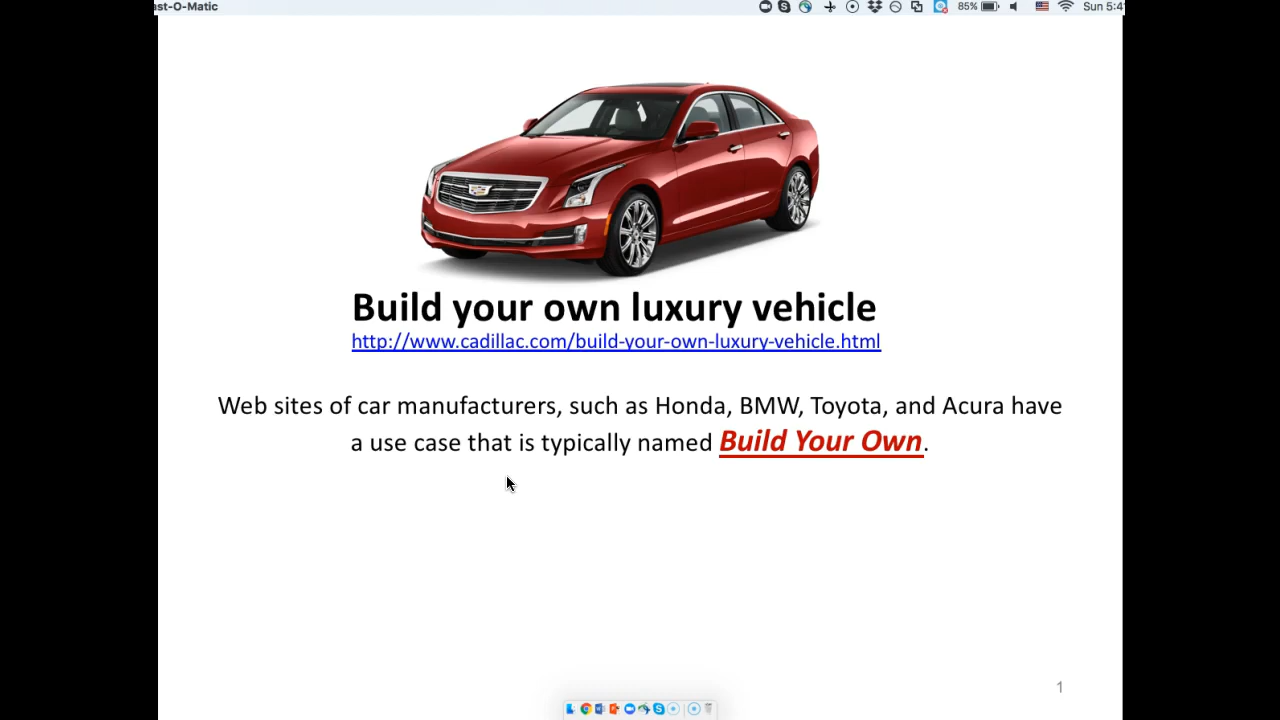 ast-O-Matic
85%
Sun 5:4
Build your own luxury vehicle
http://www.cadillac.com/build-your-own-luxury-vehicle.html
Web sites of car manufacturers, such as Honda, BMW, Toyota, and Acura have
a use case that is typically named Build Your Own.
1